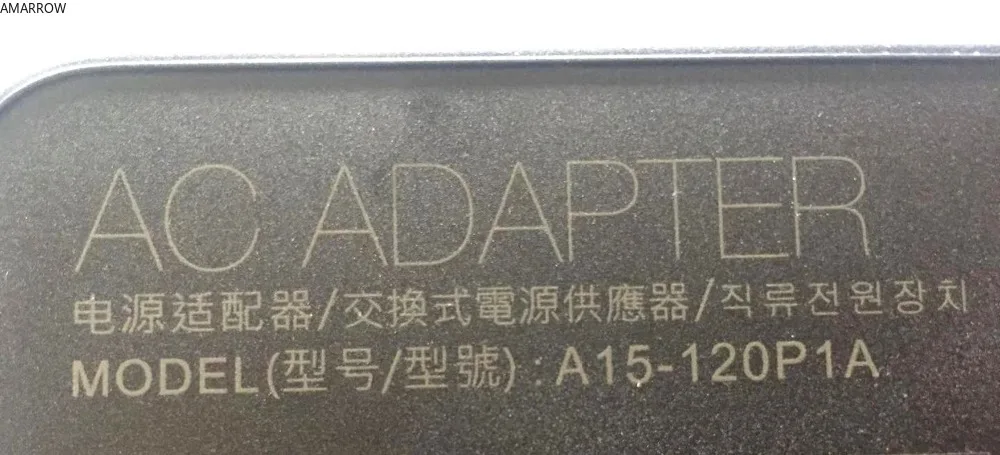 AMARROW
AC ADAPTER
电源适配器/交換式電源供應器/직류전원장치
MODEL(型号/型號) : A15-120P1A